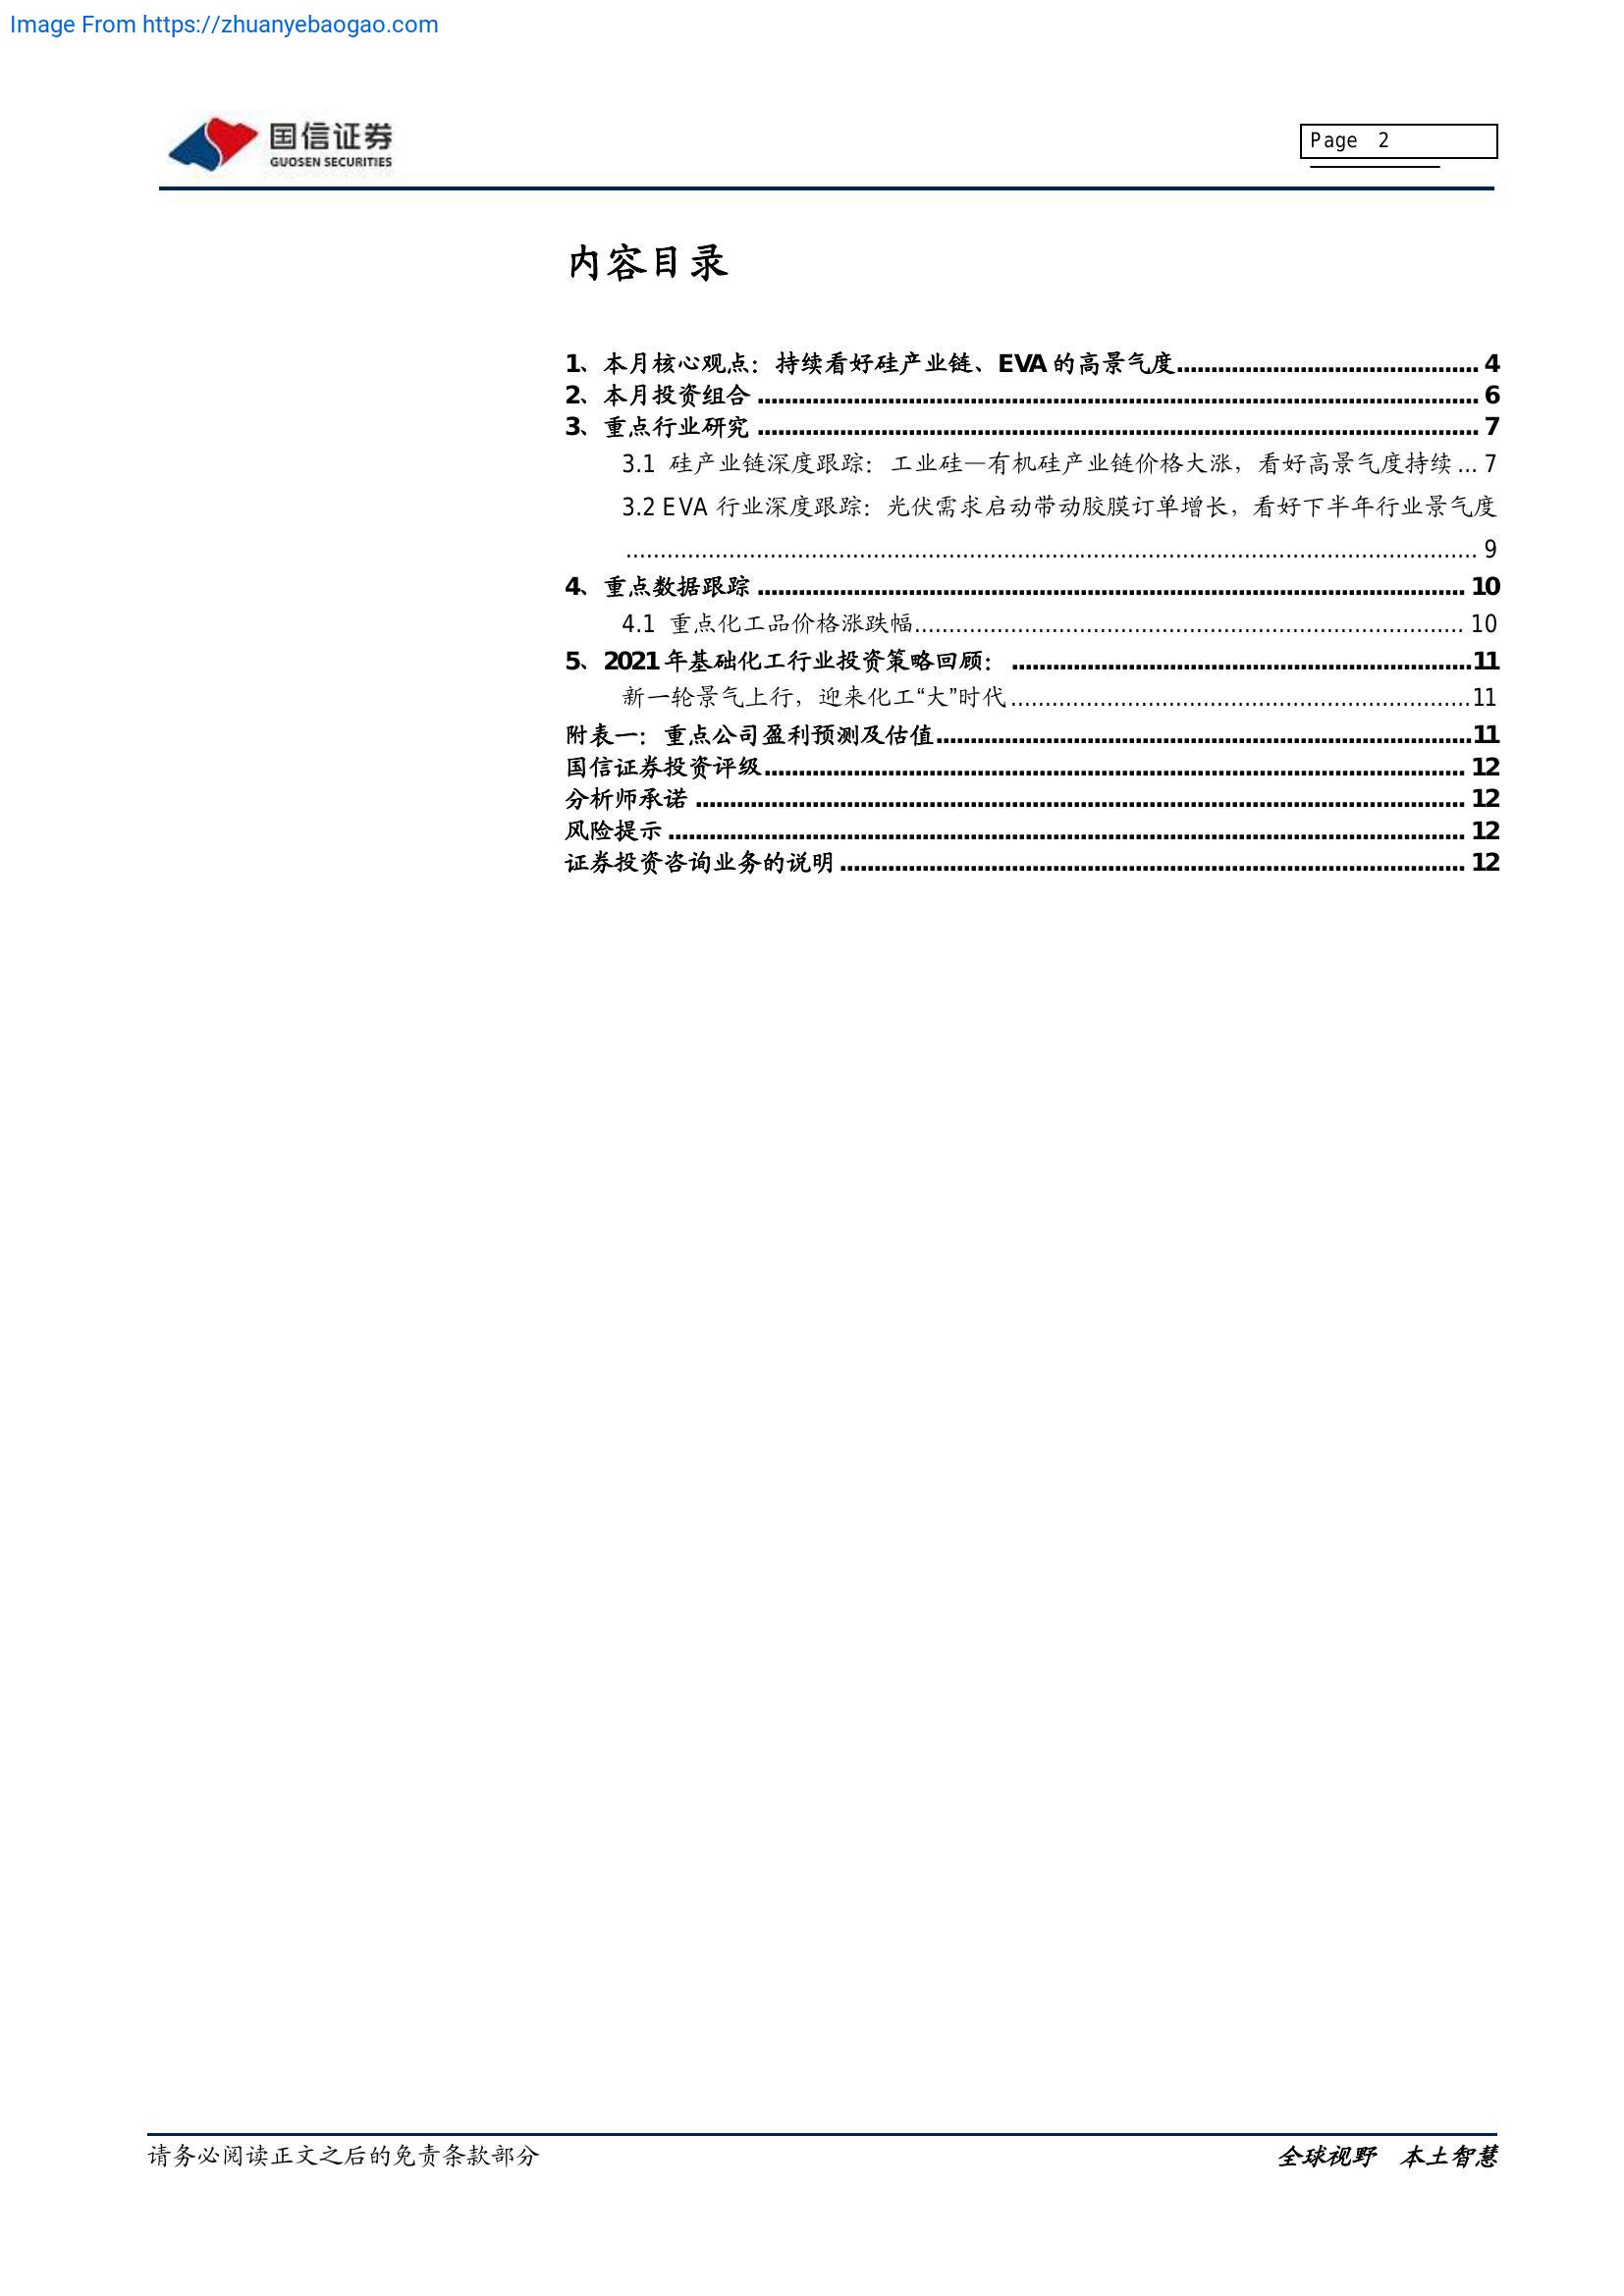 Image From https://zhuanyebaogao.com
国信证券
GUOSEN SECURITIES
Page 2
内容目录
1、本月核心观点：持续看好硅产业链、EVA 的高景气度............................................ 4
2、本月投资组合 ......................................................................................................... 6
3、重点行业研究 ......................................................................................................... 7
3.1 硅产业链深度跟踪：工业硅—有机硅产业链价格大涨，看好高景气度持续 ... 7
3.2 EVA 行业深度跟踪：光伏需求启动带动胶膜订单增长，看好下半年行业景气度
............................................................................................................................ 9
4、重点数据跟踪 ....................................................................................................... 10
4.1 重点化工品价格涨跌幅................................................................................ 10
5、2021 年基础化工行业投资策略回顾： ...................................................................11
新一轮景气上行，迎来化工“大”时代...................................................................11
附表一：重点公司盈利预测及估值..............................................................................11
国信证券投资评级...................................................................................................... 12
分析师承诺 ................................................................................................................ 12
风险提示 .................................................................................................................... 12
证券投资咨询业务的说明 ........................................................................................... 12
请务必阅读正文之后的免责条款部分
全球视野 本土智慧